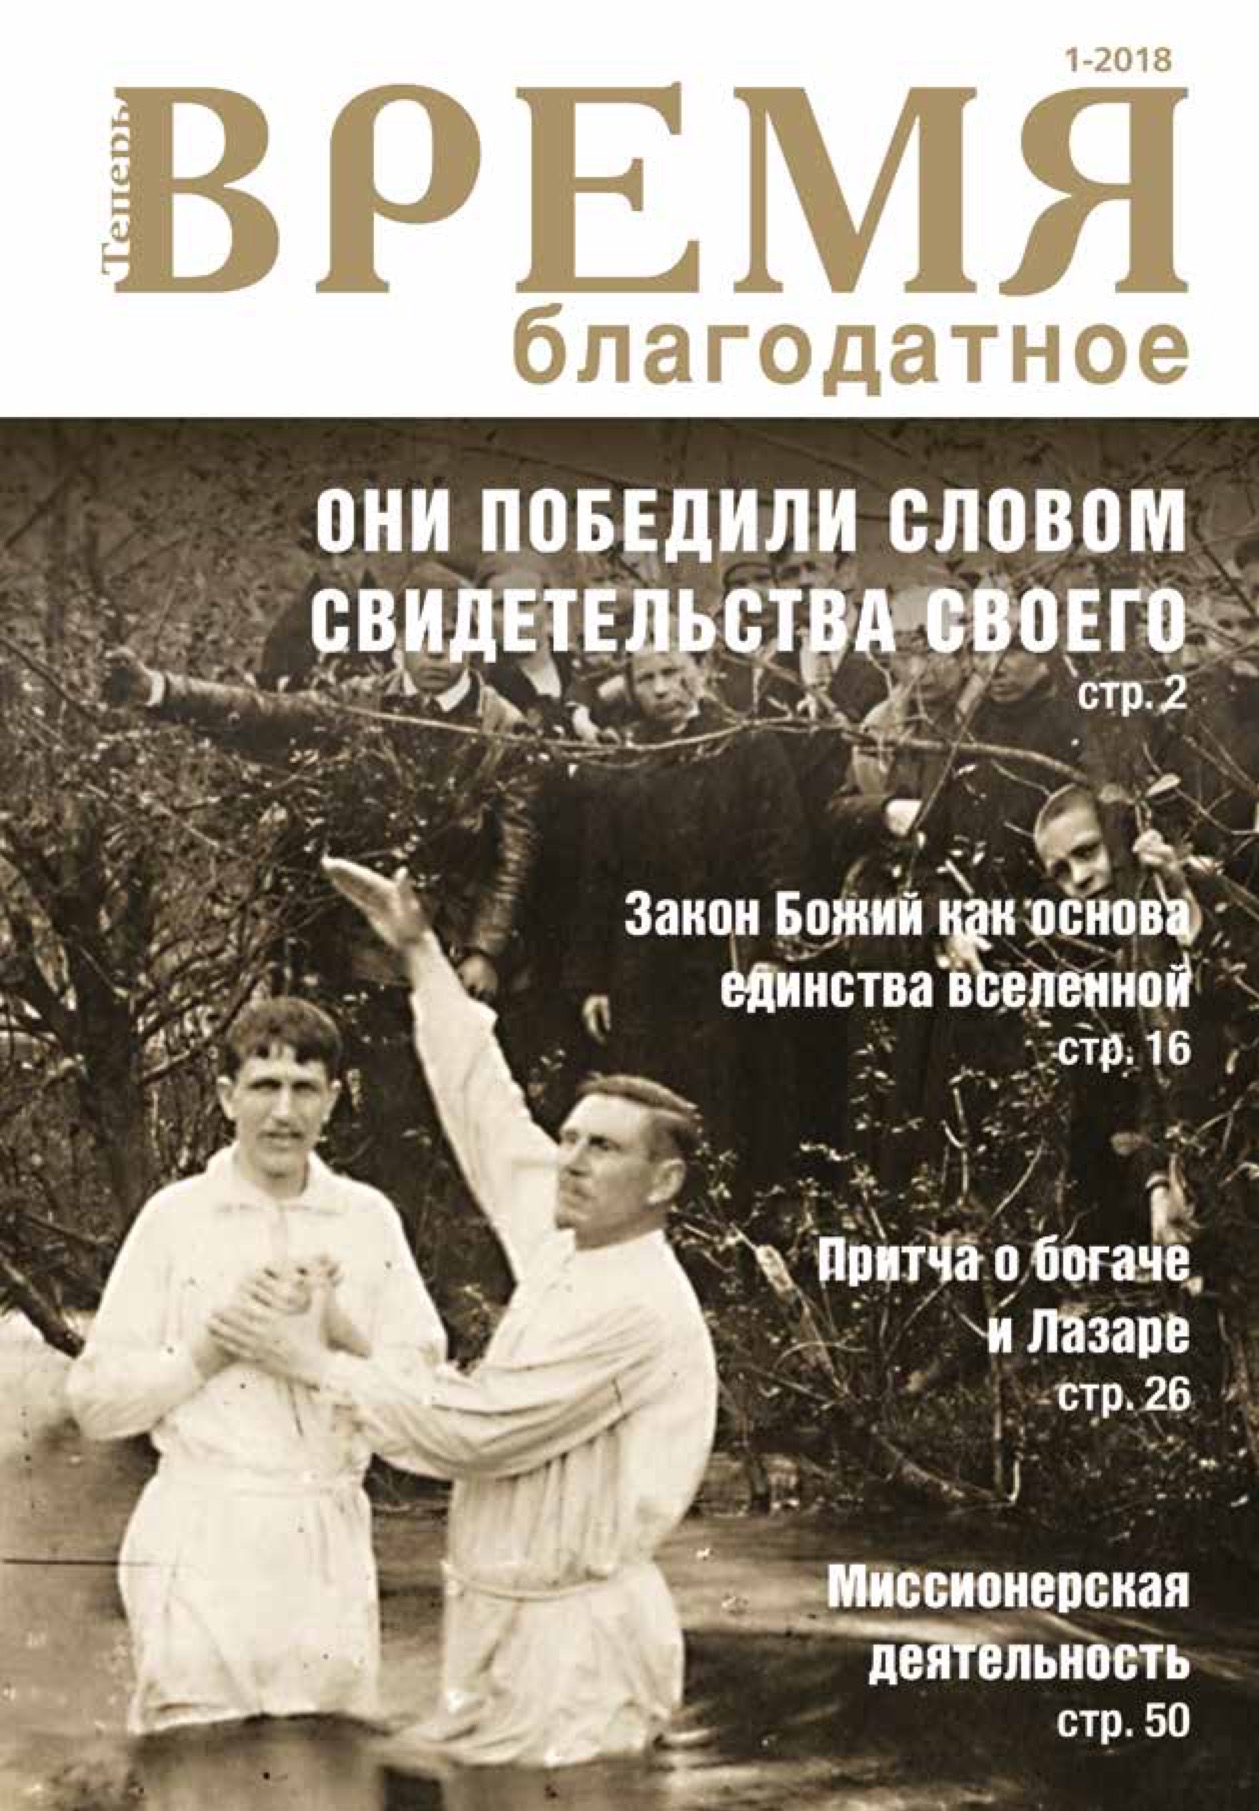 1-2018
Теперь
ВРЕМЯ
благодатное
ОНИ ПОБЕДИЛИ СЛОВОМ
СВИДЕТЕЛЬСТВА СВОЕГО
стр. 2
Закон Божий как основа
единства вселенной
стр. 16
Притча о богаче
и Лазаре
стр. 26
Миссионерская
деятельность
стр. 50